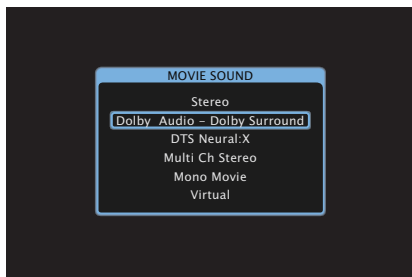 MOVIE SOUND
Stereo
Dolby Audio – Dolby Surround
DTS Neural:X
Multi Ch Stereo
Mono Movie
Virtual